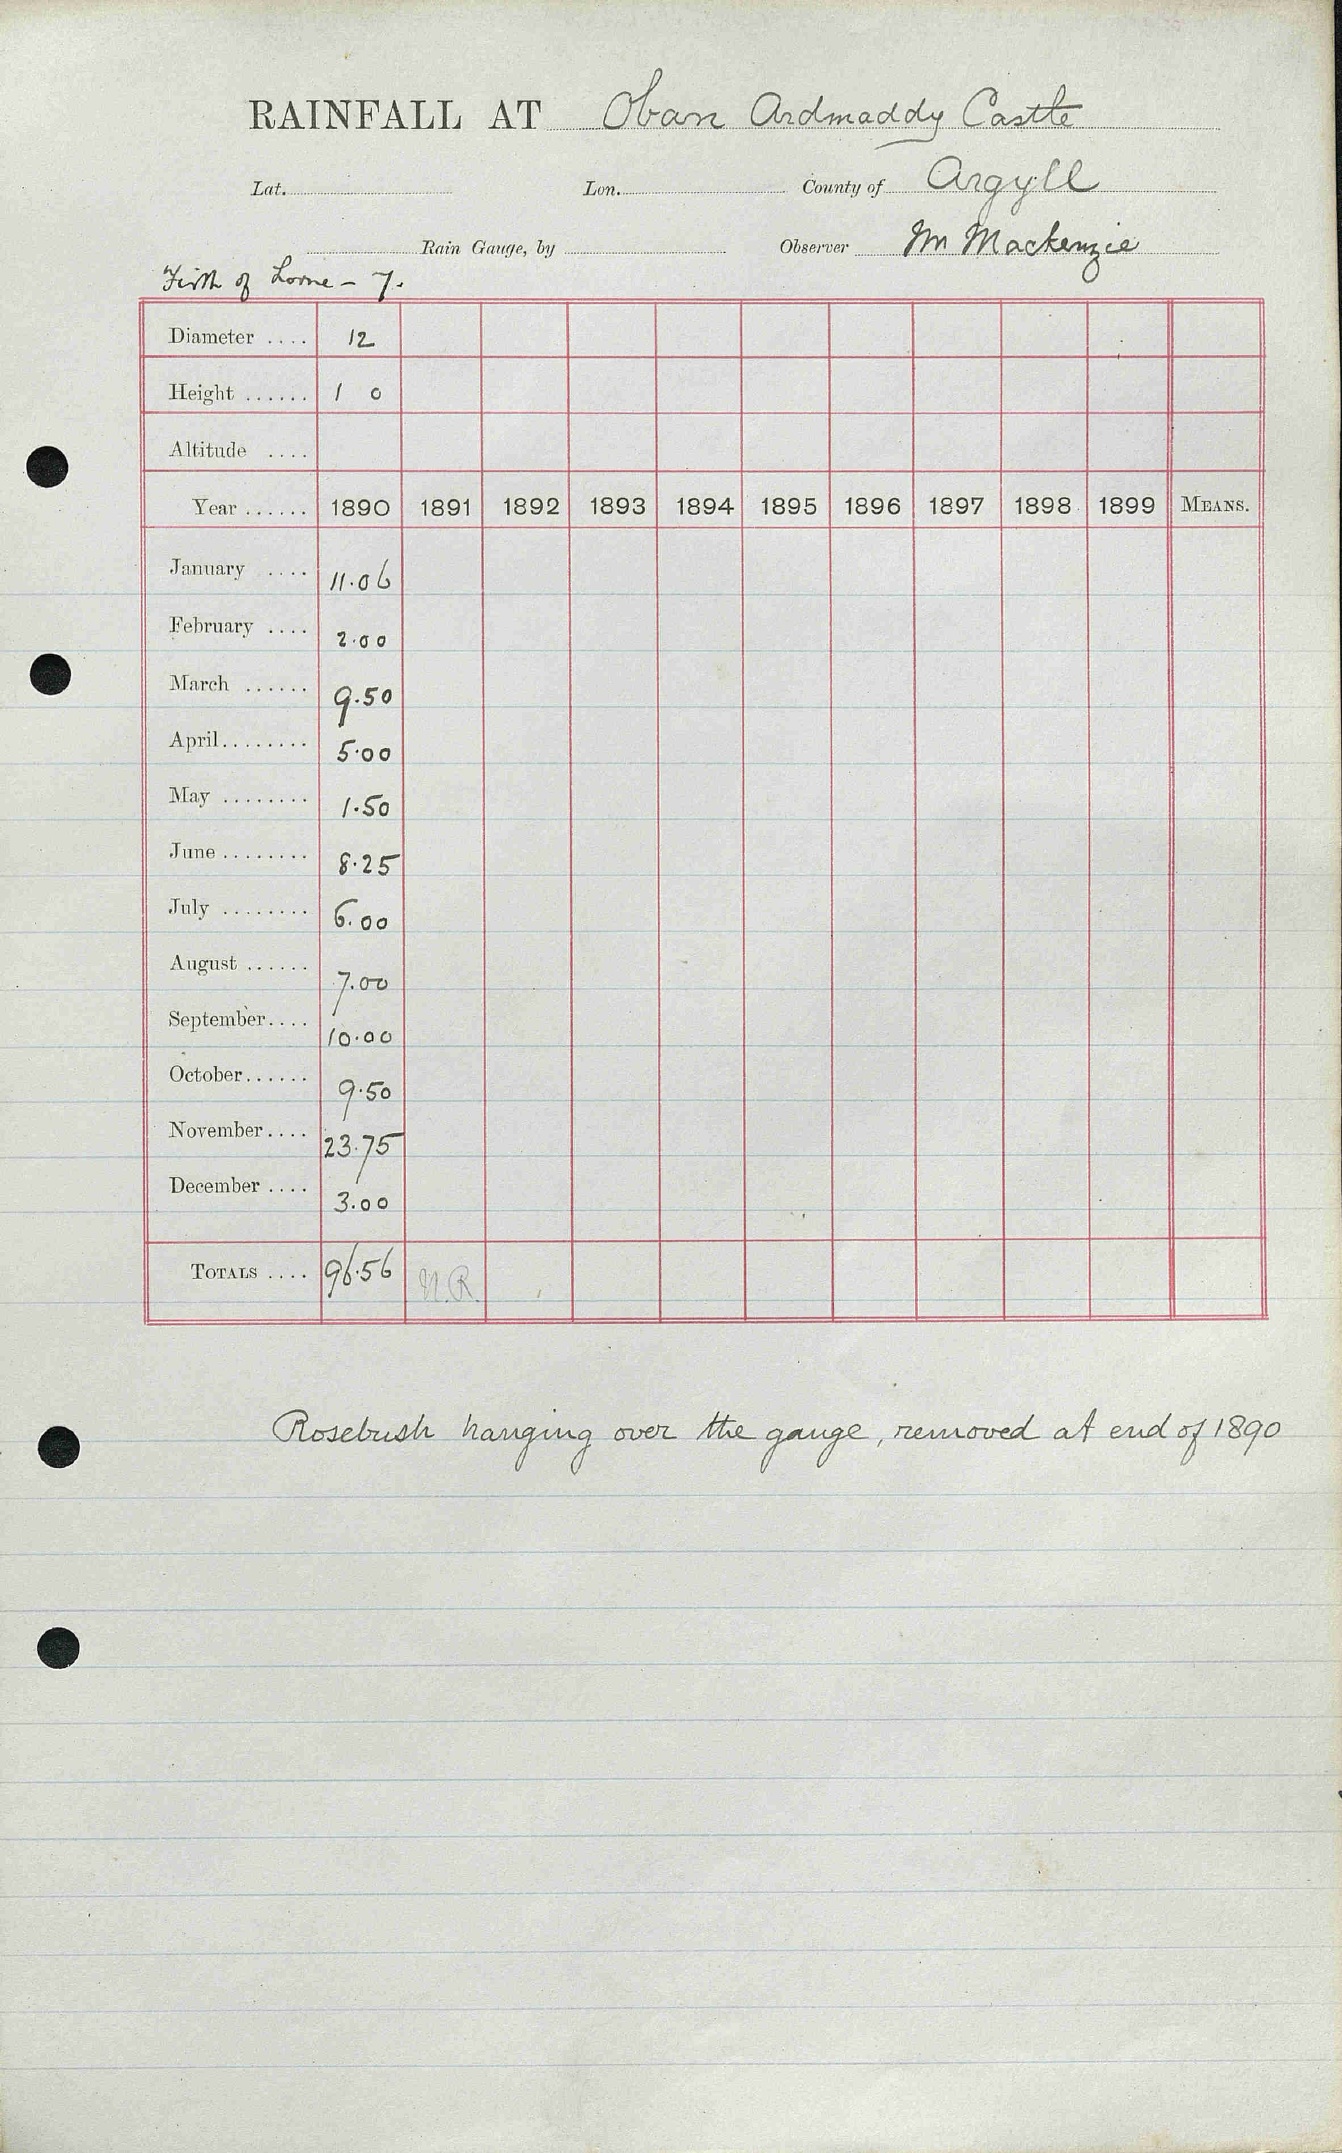 RAINFALL AT Oban Ardmaddy Castle
Lat. Lon. County of Argyll
Rain Gauge, by Observer Mr Mackenzie
Firth of Lorne - 7.
Diameter .... 12
Height ...... 1 0
Altitude ....
Year ...... 1890 1891 1892 1893 1894 1895 1896 1897 1898 1899 MEANS.
January .... 11.06
February .... 2.00
March ...... 9.50
April ........ 5.00
May ........ 1.50
June ........ 8.25
July ........ 6.00
August ...... 7.00
September .... 10.00
October ...... 9.50
November .... 23.75
December .... 3.00
TOTALS .... 96.56 N.R.
Rosebush hanging over the gauge, removed at end of 1890